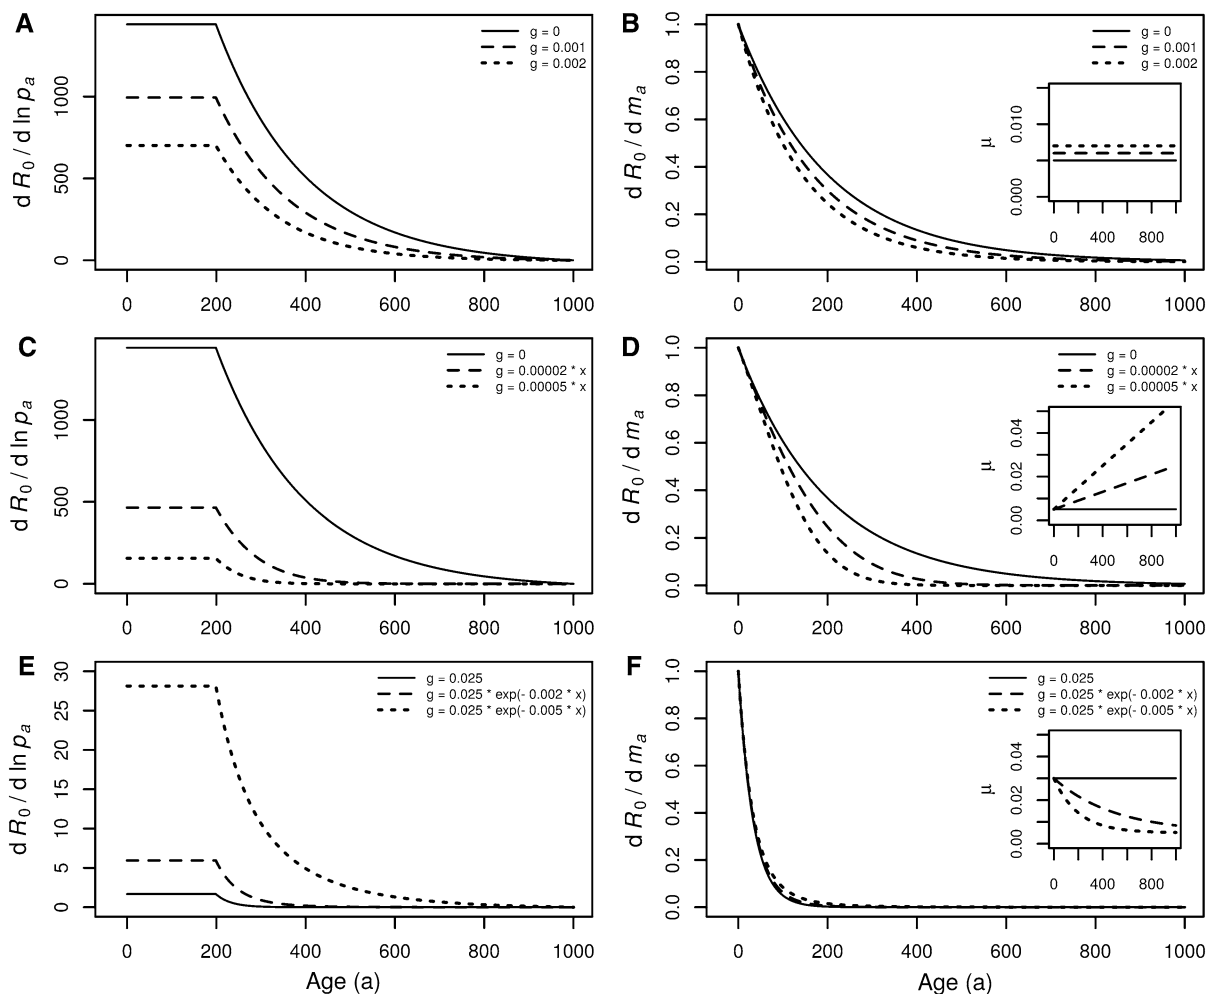 A
d R0 / d ln pa
0 500 1000
0 200 400 600 800 1000
g = 0
g = 0.001
g = 0.002
B
d R0 / d ma
0.0 0.2 0.4 0.6 0.8 1.0
0 200 400 600 800 1000
g = 0
g = 0.001
g = 0.002
μ
0.000 0.010
0 400 800
C
d R0 / d ln pa
0 500 1000
0 200 400 600 800 1000
g = 0
g = 0.00002 * x
g = 0.00005 * x
D
d R0 / d ma
0.0 0.2 0.4 0.6 0.8 1.0
0 200 400 600 800 1000
g = 0
g = 0.00002 * x
g = 0.00005 * x
μ
0.00 0.02 0.04
0 400 800
E
d R0 / d ln pa
0 5 10 15 20 25 30
0 200 400 600 800 1000
Age (a)
g = 0.025
g = 0.025 * exp(- 0.002 * x)
g = 0.025 * exp(- 0.005 * x)
F
d R0 / d ma
0.0 0.2 0.4 0.6 0.8 1.0
0 200 400 600 800 1000
Age (a)
g = 0.025
g = 0.025 * exp(- 0.002 * x)
g = 0.025 * exp(- 0.005 * x)
μ
0.00 0.02 0.04
0 400 800